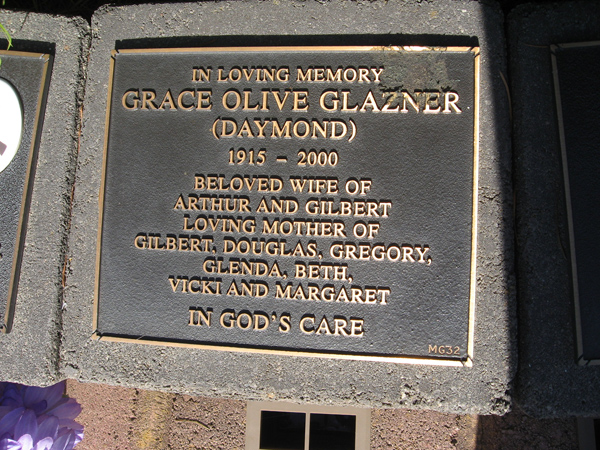 IN LOVING MEMORY
GRACE OLIVE GLAZNER
(DAYMOND)
1915 - 2000
BELOVED WIFE OF
ARTHUR AND GILBERT
LOVING MOTHER OF
GILBERT, DOUGLAS, GREGORY,
GLENDA, BETH,
VICKI AND MARGARET
IN GOD'S CARE
MG32